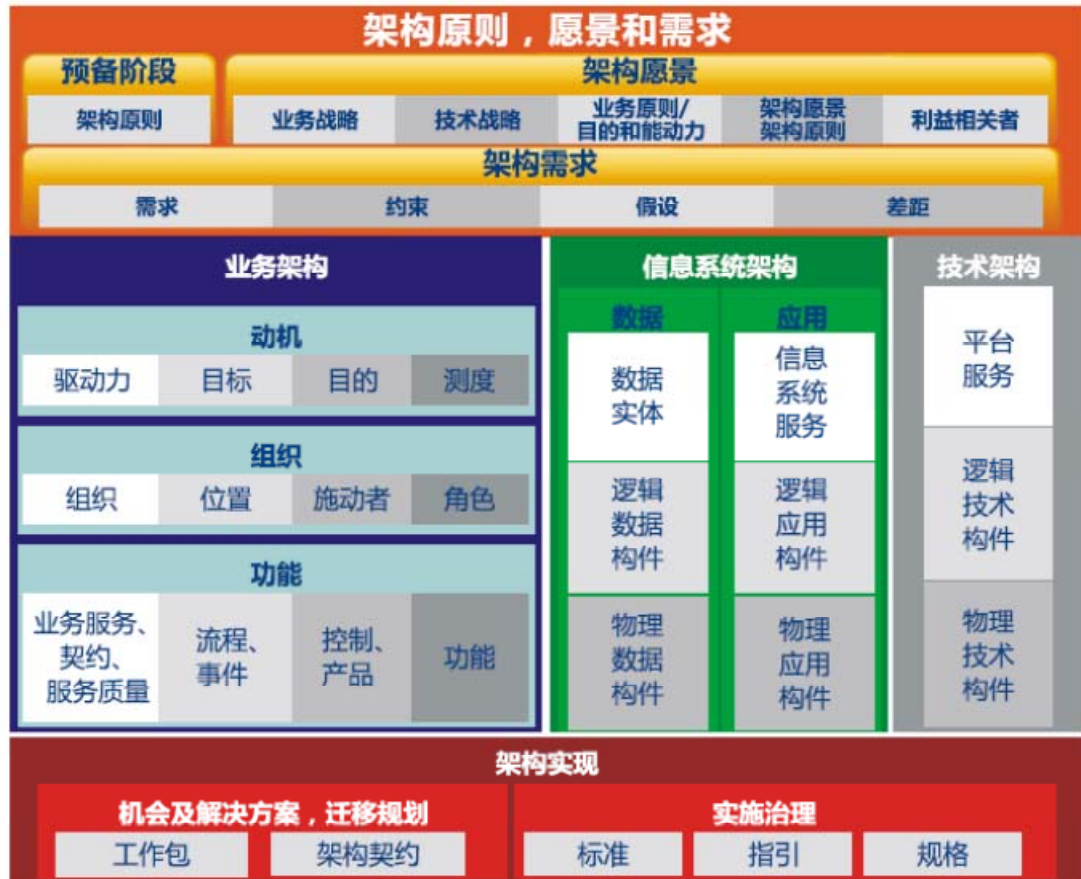 架构原则，愿景和需求
预备阶段
架构愿景
架构原则
业务战略
技术战略
业务原则/
目的和能动力
架构愿景
架构原则
利益相关者
架构需求
需求
约束
假设
差距
业务架构
动机
驱动力
目标
目的
测度
组织
组织
位置
施动者
角色
功能
业务服务、
契约、
服务质量
流程、
事件
控制、
产品
功能
信息系统架构
数据
应用
数据
实体
信息
系统
服务
逻辑
数据
构件
逻辑
应用
构件
物理
数据
构件
物理
应用
构件
技术架构
平台
服务
逻辑
技术
构件
物理
技术
构件
架构实现
机会及解决方案，迁移规划
工作包
架构契约
实施治理
标准
指引
规格